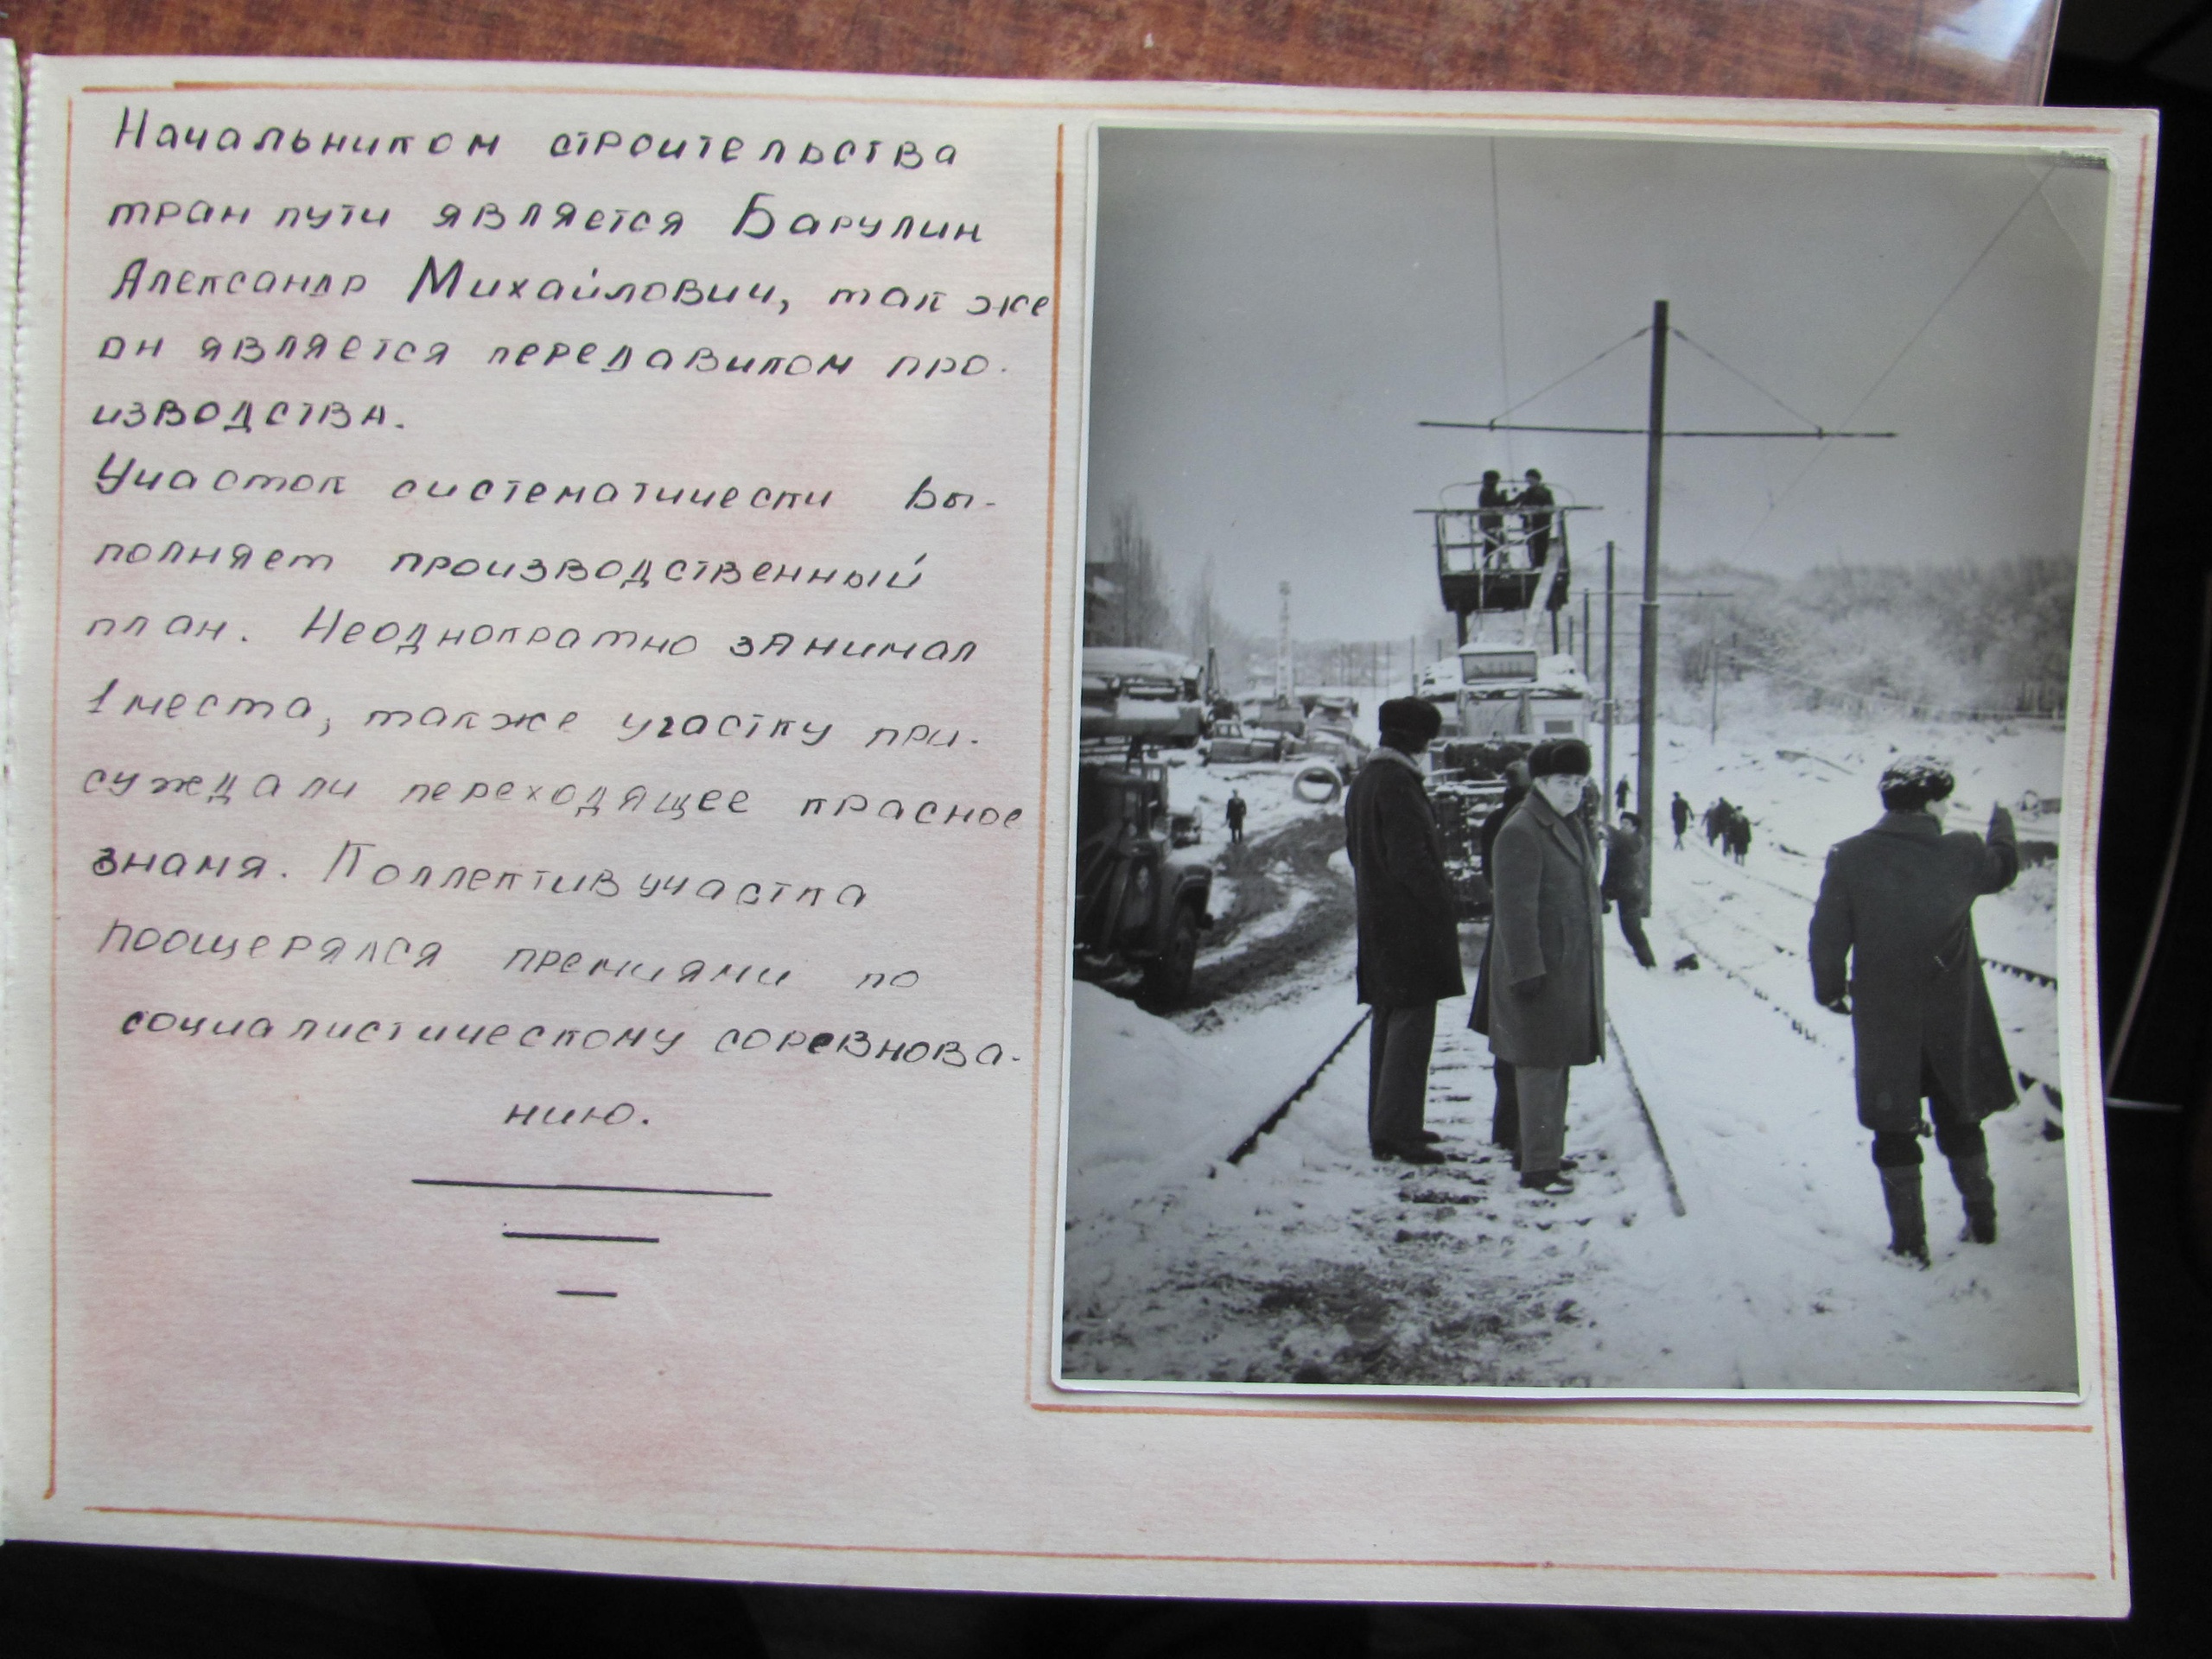 Начальником строительства
трам пути является Барулин
Александр Михайлович, так же
он является передавиком про-
изводства.
Участок систематически вы-
полняет производственный
план. Неоднократно занимал
1 места, также участку при-
суждали переходящее красное
знамя. Коллектив участка
поощерялся премиями по
социалистическому соревнова-
нию.